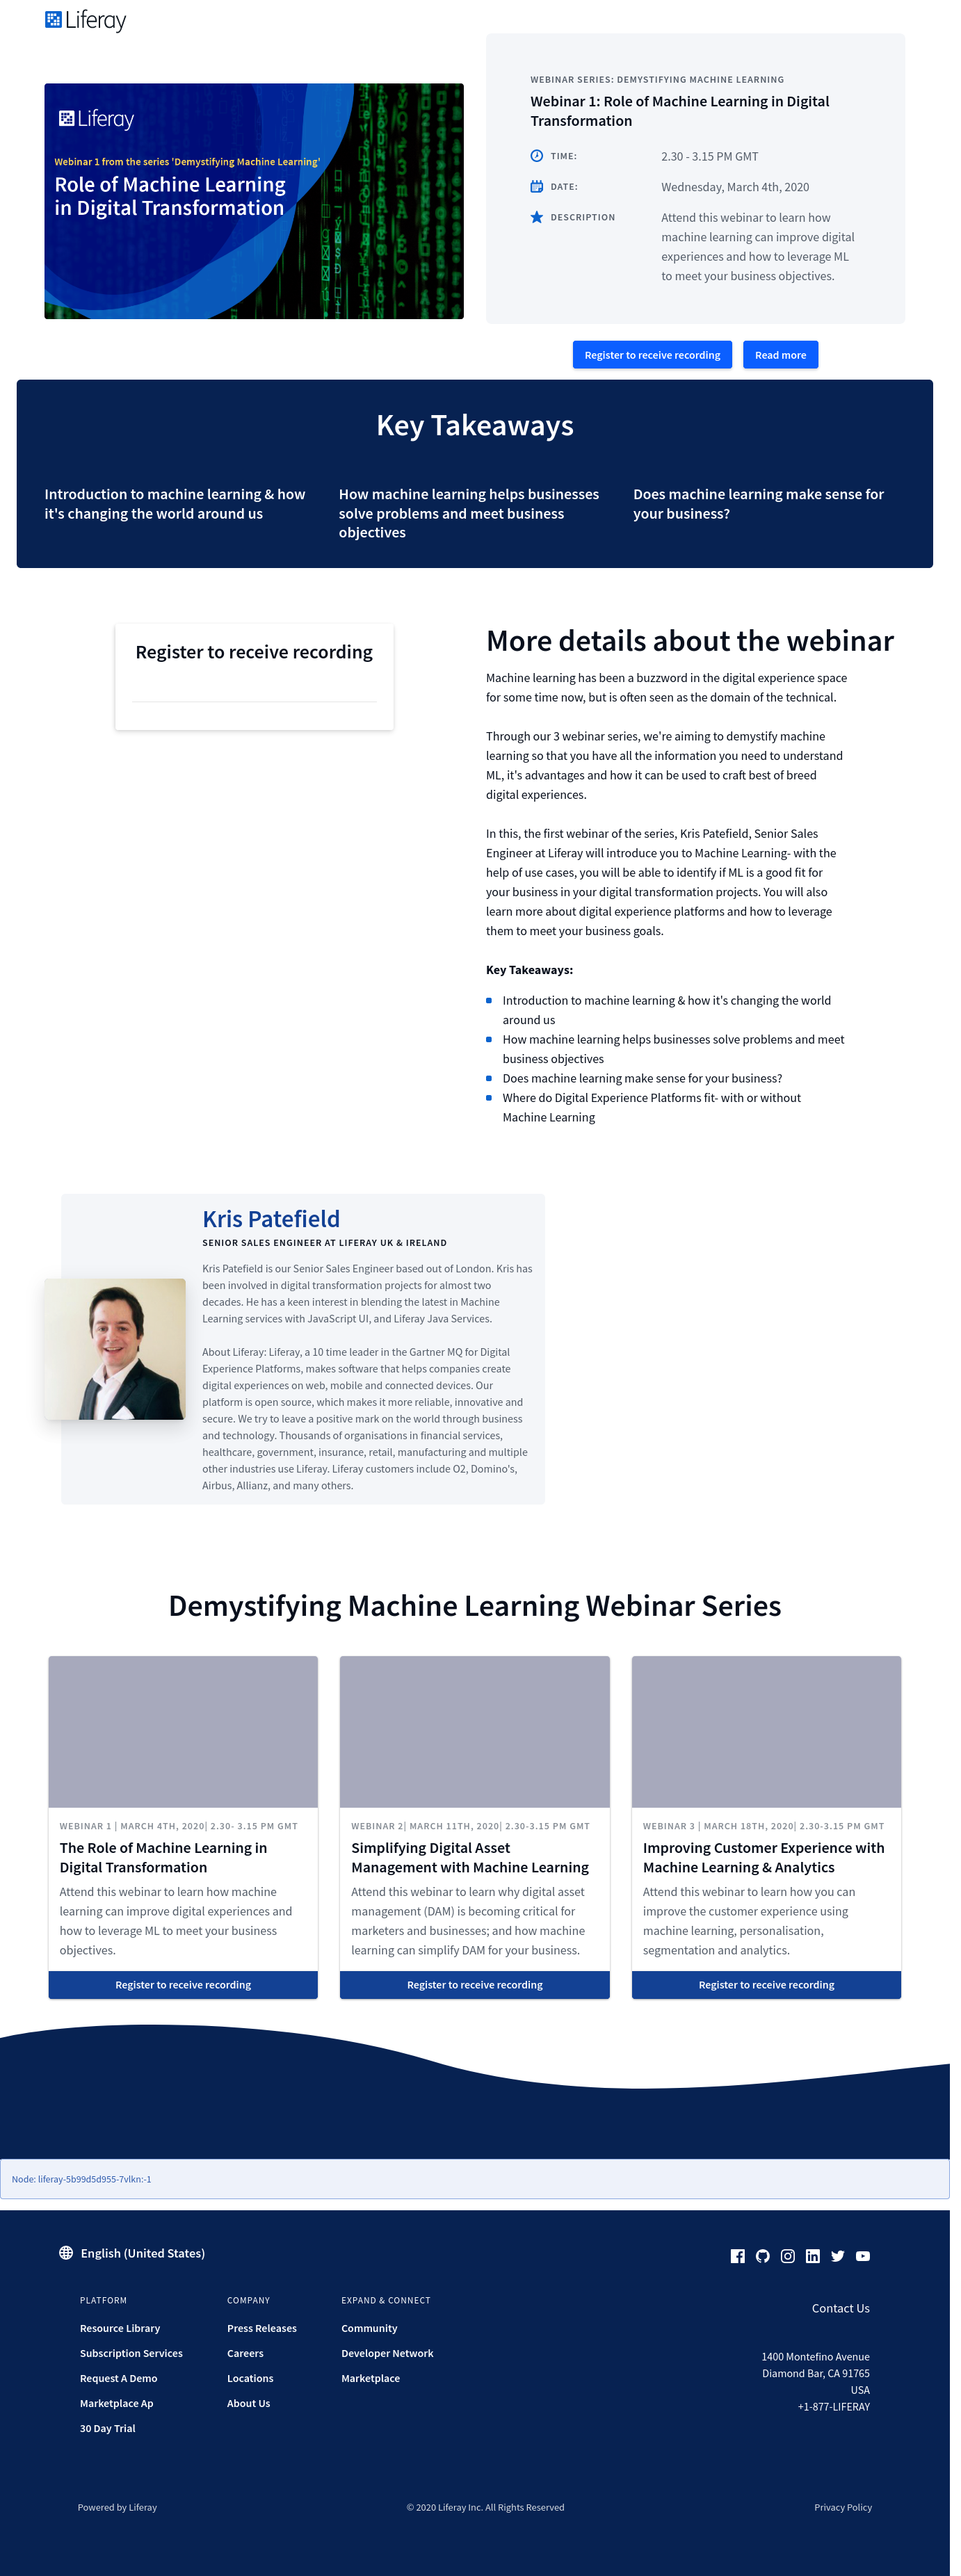 Liferay
Liferay
Webinar 1 from the series 'Demystifying Machine Learning'
Role of Machine Learning
in Digital Transformation
WEBINAR SERIES: DEMYSTIFYING MACHINE LEARNING
Webinar 1: Role of Machine Learning in Digital
Transformation
TIME:
2.30 - 3.15 PM GMT
DATE:
Wednesday, March 4th, 2020
DESCRIPTION
Attend this webinar to learn how
machine learning can improve digital
experiences and how to leverage ML
to meet your business objectives.
Register to receive recording
Read more
Key Takeaways
Introduction to machine learning & how
it's changing the world around us
How machine learning helps businesses
solve problems and meet business
objectives
Does machine learning make sense for
your business?
Register to receive recording
More details about the webinar
Machine learning has been a buzzword in the digital experience space
for some time now, but is often seen as the domain of the technical.
Through our 3 webinar series, we're aiming to demystify machine
learning so that you have all the information you need to understand
ML, it's advantages and how it can be used to craft best of breed
digital experiences.
In this, the first webinar of the series, Kris Patefield, Senior Sales
Engineer at Liferay will introduce you to Machine Learning- with the
help of use cases, you will be able to identify if ML is a good fit for
your business in your digital transformation projects. You will also
learn more about digital experience platforms and how to leverage
them to meet your business goals.
Key Takeaways:
Introduction to machine learning & how it's changing the world
around us
How machine learning helps businesses solve problems and meet
business objectives
Does machine learning make sense for your business?
Where do Digital Experience Platforms fit- with or without
Machine Learning
Kris Patefield
SENIOR SALES ENGINEER AT LIFERAY UK & IRELAND
Kris Patefield is our Senior Sales Engineer based out of London. Kris has
been involved in digital transformation projects for almost two
decades. He has a keen interest in blending the latest in Machine
Learning services with JavaScript UI, and Liferay Java Services.
About Liferay: Liferay, a 10 time leader in the Gartner MQ for Digital
Experience Platforms, makes software that helps companies create
digital experiences on web, mobile and connected devices. Our
platform is open source, which makes it more reliable, innovative and
secure. We try to leave a positive mark on the world through business
and technology. Thousands of organisations in financial services,
healthcare, government, insurance, retail, manufacturing and multiple
other industries use Liferay. Liferay customers include O2, Domino's,
Airbus, Allianz, and many others.
Demystifying Machine Learning Webinar Series
WEBINAR 1 | MARCH 4TH, 2020| 2.30- 3.15 PM GMT
The Role of Machine Learning in
Digital Transformation
Attend this webinar to learn how machine
learning can improve digital experiences and
how to leverage ML to meet your business
objectives.
Register to receive recording
WEBINAR 2| MARCH 11TH, 2020| 2.30-3.15 PM GMT
Simplifying Digital Asset
Management with Machine Learning
Attend this webinar to learn why digital asset
management (DAM) is becoming critical for
marketers and businesses; and how machine
learning can simplify DAM for your business.
Register to receive recording
WEBINAR 3 | MARCH 18TH, 2020| 2.30-3.15 PM GMT
Improving Customer Experience with
Machine Learning & Analytics
Attend this webinar to learn how you can
improve the customer experience using
machine learning, personalisation,
segmentation and analytics.
Register to receive recording
Node: liferay-5b99d5d955-7vlkn:-1
English (United States)
PLATFORM
Resource Library
Subscription Services
Request A Demo
Marketplace Ap
30 Day Trial
COMPANY
Press Releases
Careers
Locations
About Us
EXPAND & CONNECT
Community
Developer Network
Marketplace
Contact Us
1400 Montefino Avenue
Diamond Bar, CA 91765
USA
+1-877-LIFERAY
Powered by Liferay
© 2020 Liferay Inc. All Rights Reserved
Privacy Policy